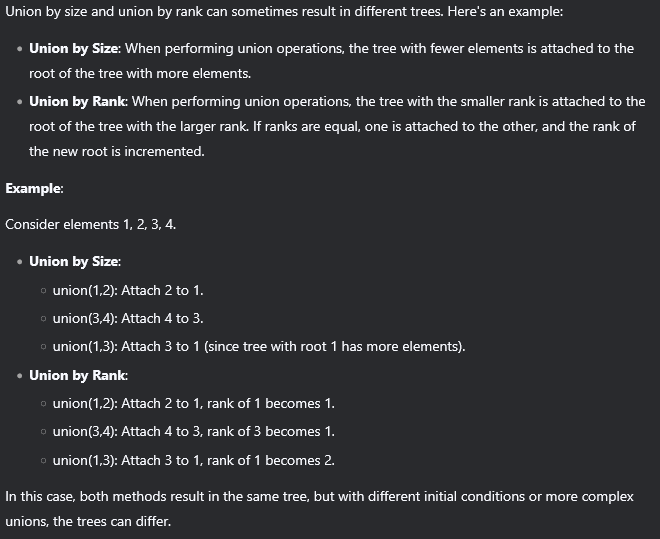 Union by size and union by rank can sometimes result in different trees. Here's an example:
• Union by Size: When performing union operations, the tree with fewer elements is attached to the
root of the tree with more elements.
• Union by Rank: When performing union operations, the tree with the smaller rank is attached to the
root of the tree with the larger rank. If ranks are equal, one is attached to the other, and the rank of
the new root is incremented.
Example:
Consider elements 1, 2, 3, 4.
• Union by Size:
◦ union(1,2): Attach 2 to 1.
◦ union(3,4): Attach 4 to 3.
◦ union(1,3): Attach 3 to 1 (since tree with root 1 has more elements).
• Union by Rank:
◦ union(1,2): Attach 2 to 1, rank of 1 becomes 1.
◦ union(3,4): Attach 4 to 3, rank of 3 becomes 1.
◦ union(1,3): Attach 3 to 1, rank of 1 becomes 2.
In this case, both methods result in the same tree, but with different initial conditions or more complex
unions, the trees can differ.